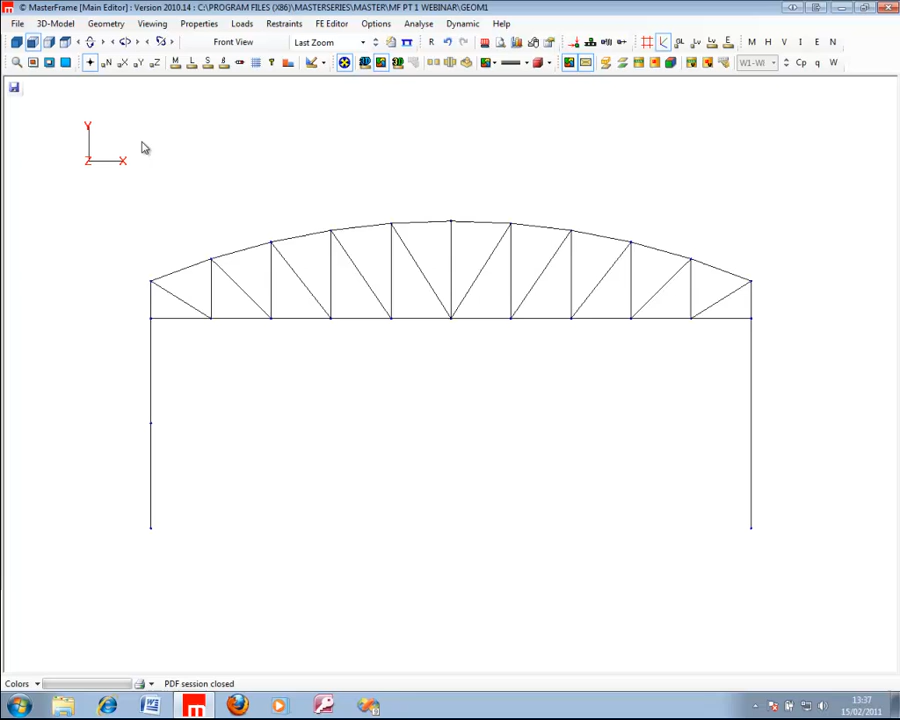 MasterFrame [Main Editor] : Version 2010.14 : C:\PROGRAM FILES (X86)\MASTERSERIES\MASTER\MF PT 1 WEBINAR\GEOM1
File 3D-Model Geometry Viewing Properties Loads Restraints FE Editor Options Analyse Dynamic Help
Front View Last Zoom R M H V I E N
N X Y Z M L S W1-WI Cp q W
Y
Z X
Colors PDF session closed
13:37
15/02/2011